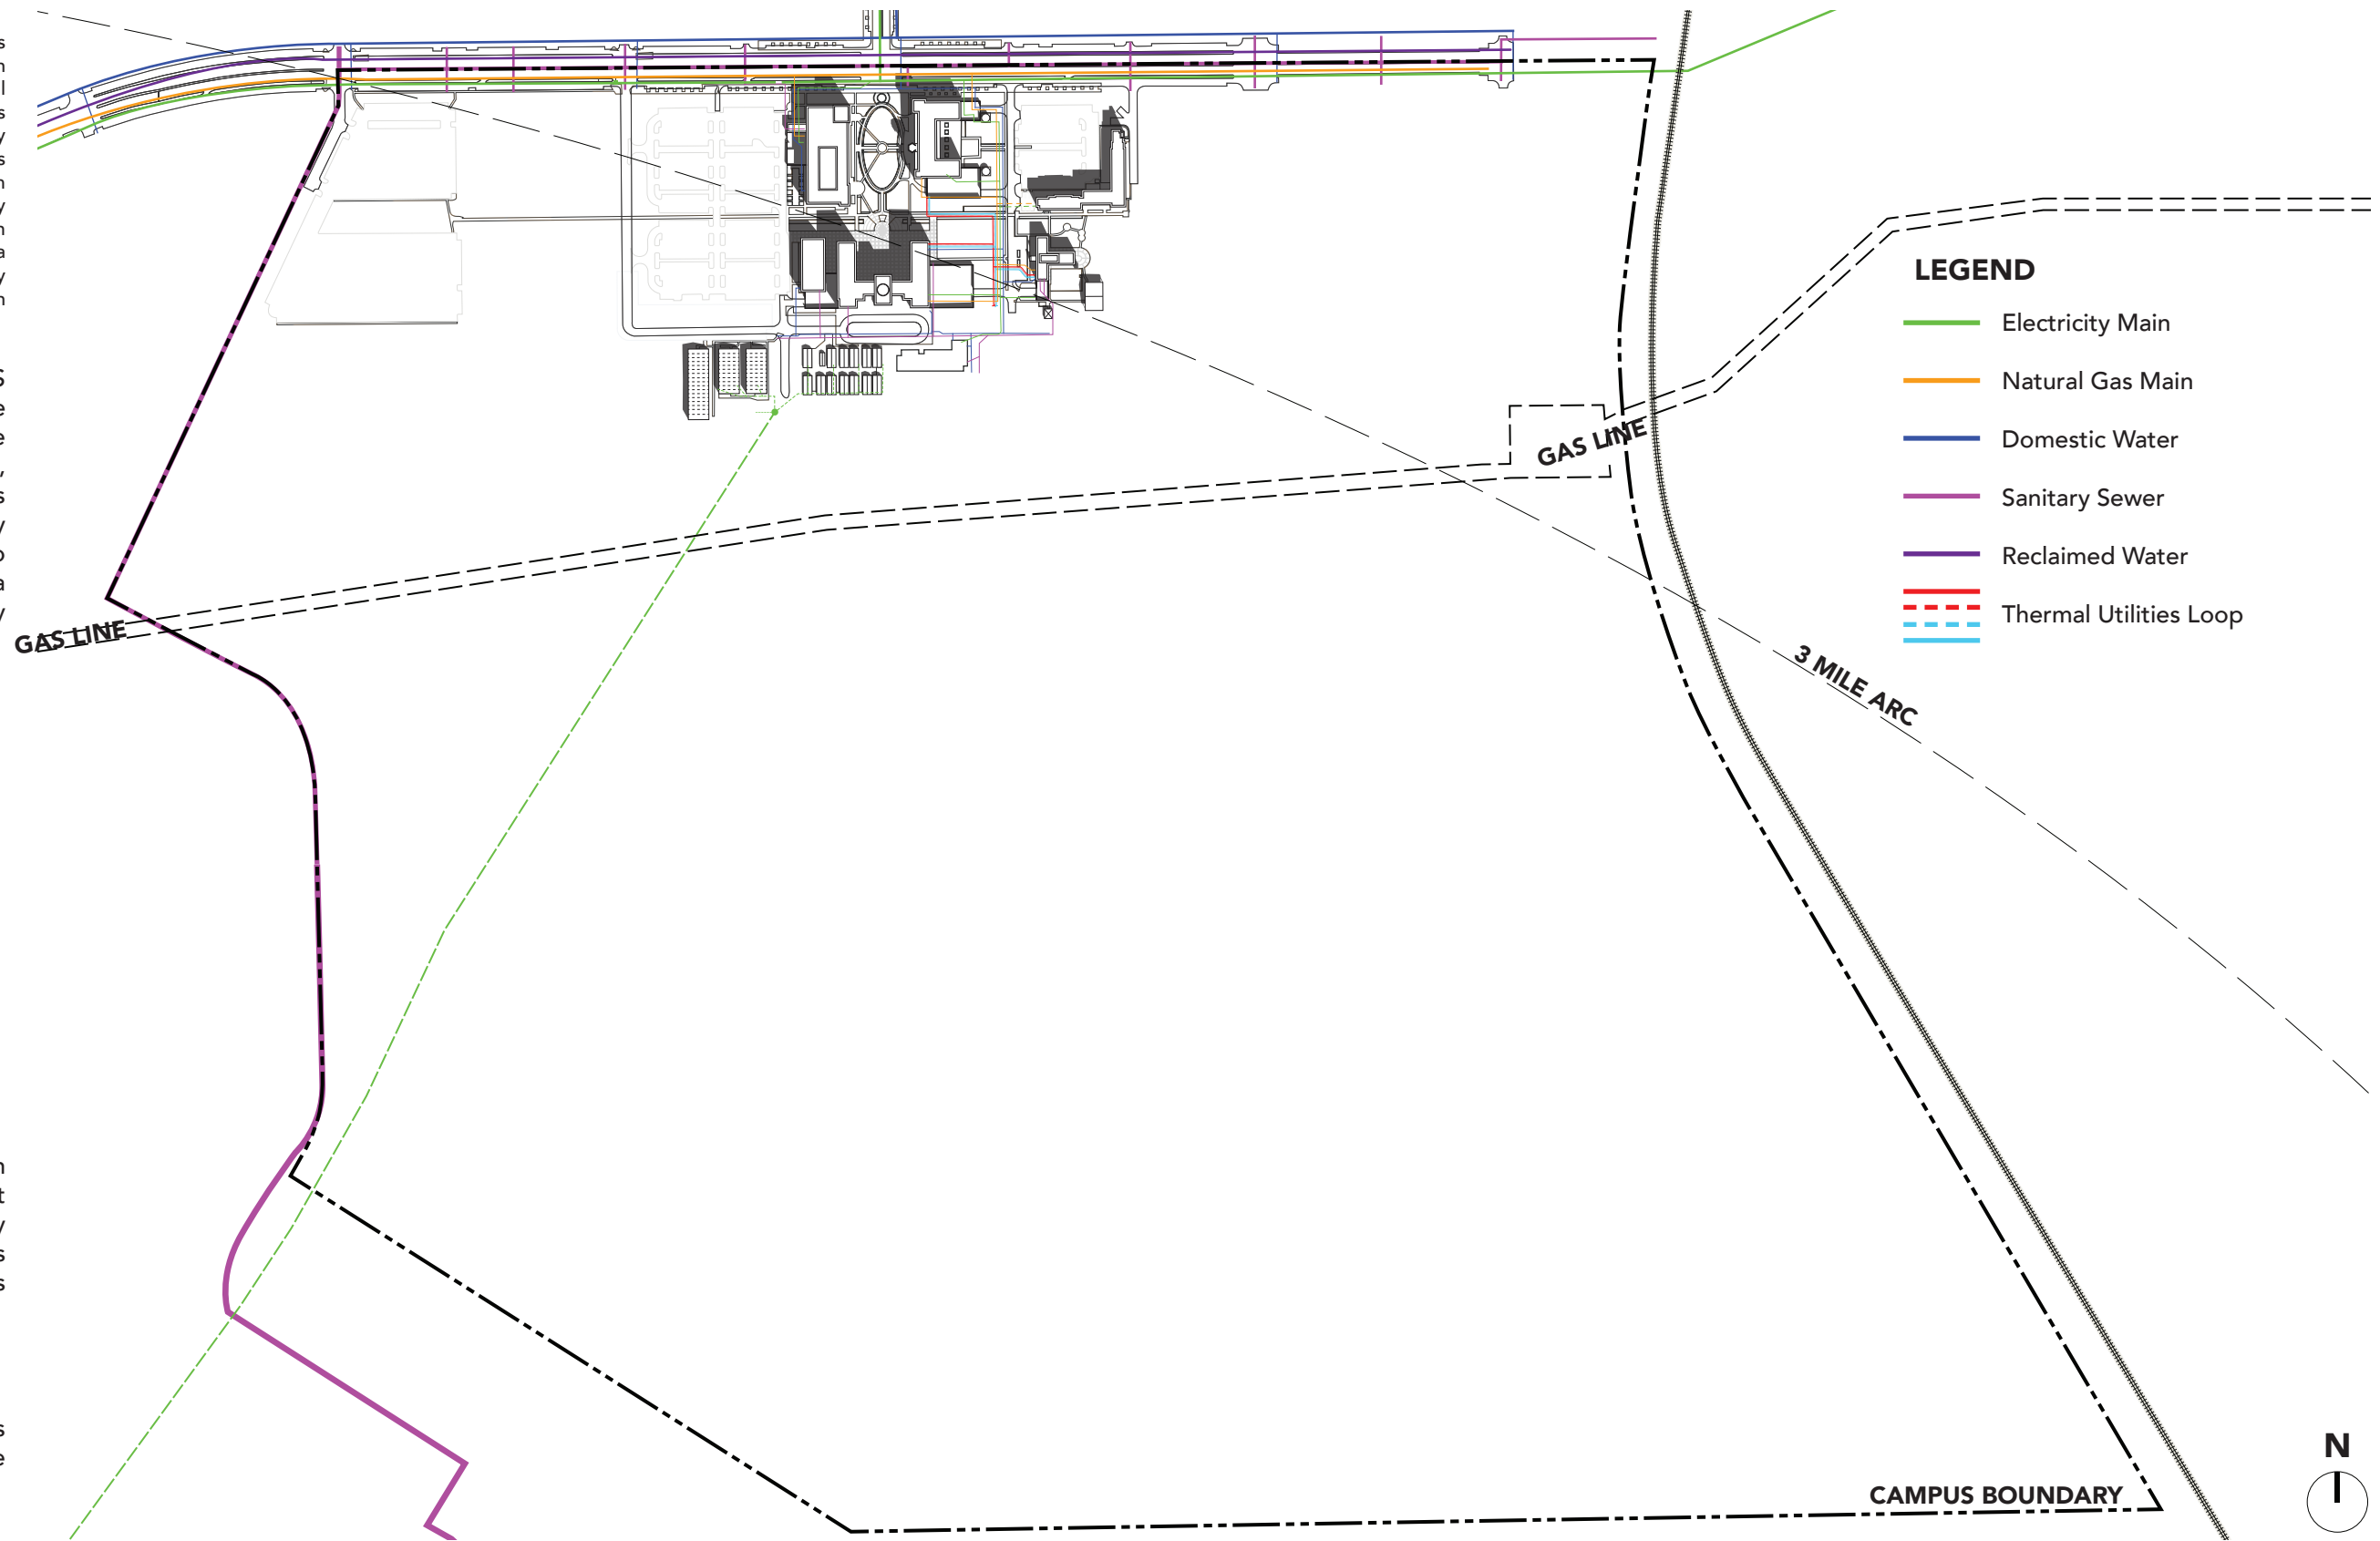 LEGEND
Electricity Main
Natural Gas Main
Domestic Water
Sanitary Sewer
Reclaimed Water
Thermal Utilities Loop
GAS LINE
GAS LINE
3 MILE ARC
CAMPUS BOUNDARY
N